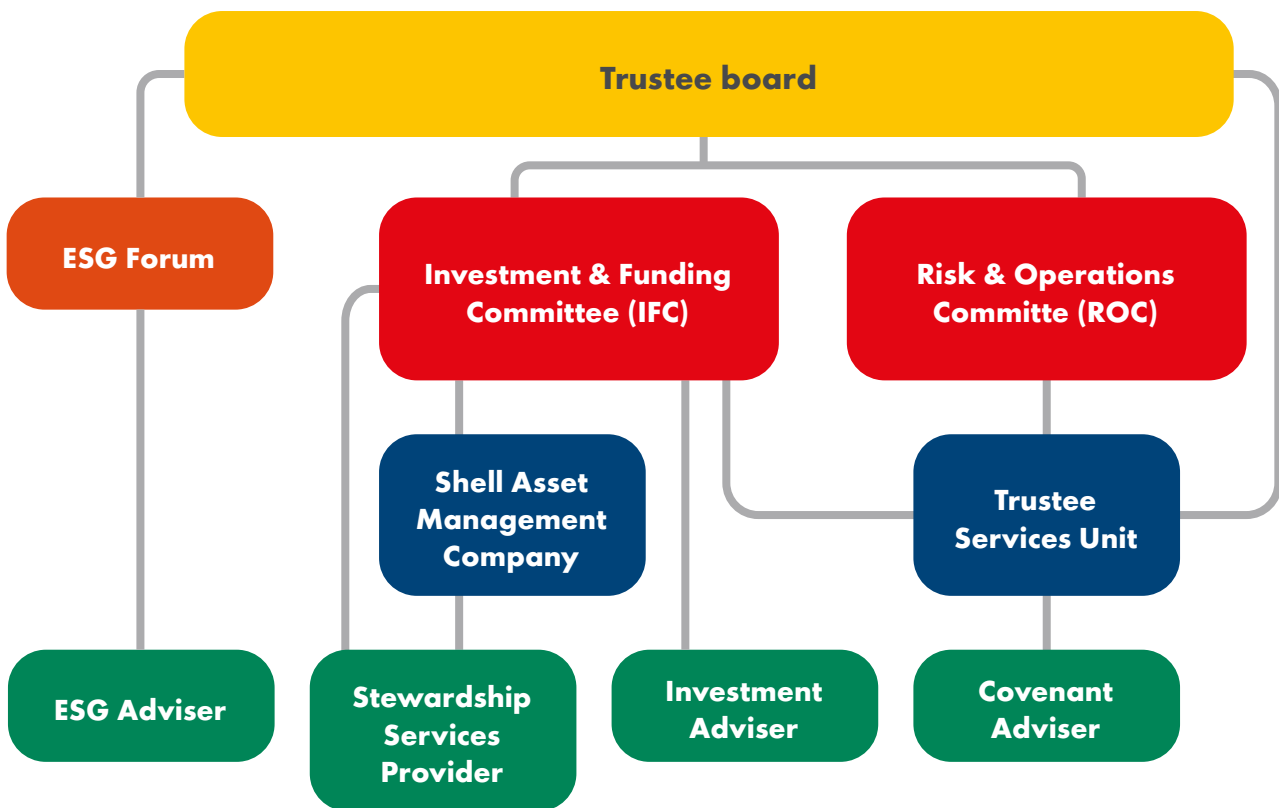 Trustee board
ESG Forum
Investment & Funding
Committee (IFC)
Risk & Operations
Committe (ROC)
Shell Asset
Management
Company
Trustee
Services Unit
ESG Adviser
Stewardship
Services
Provider
Investment
Adviser
Covenant
Adviser